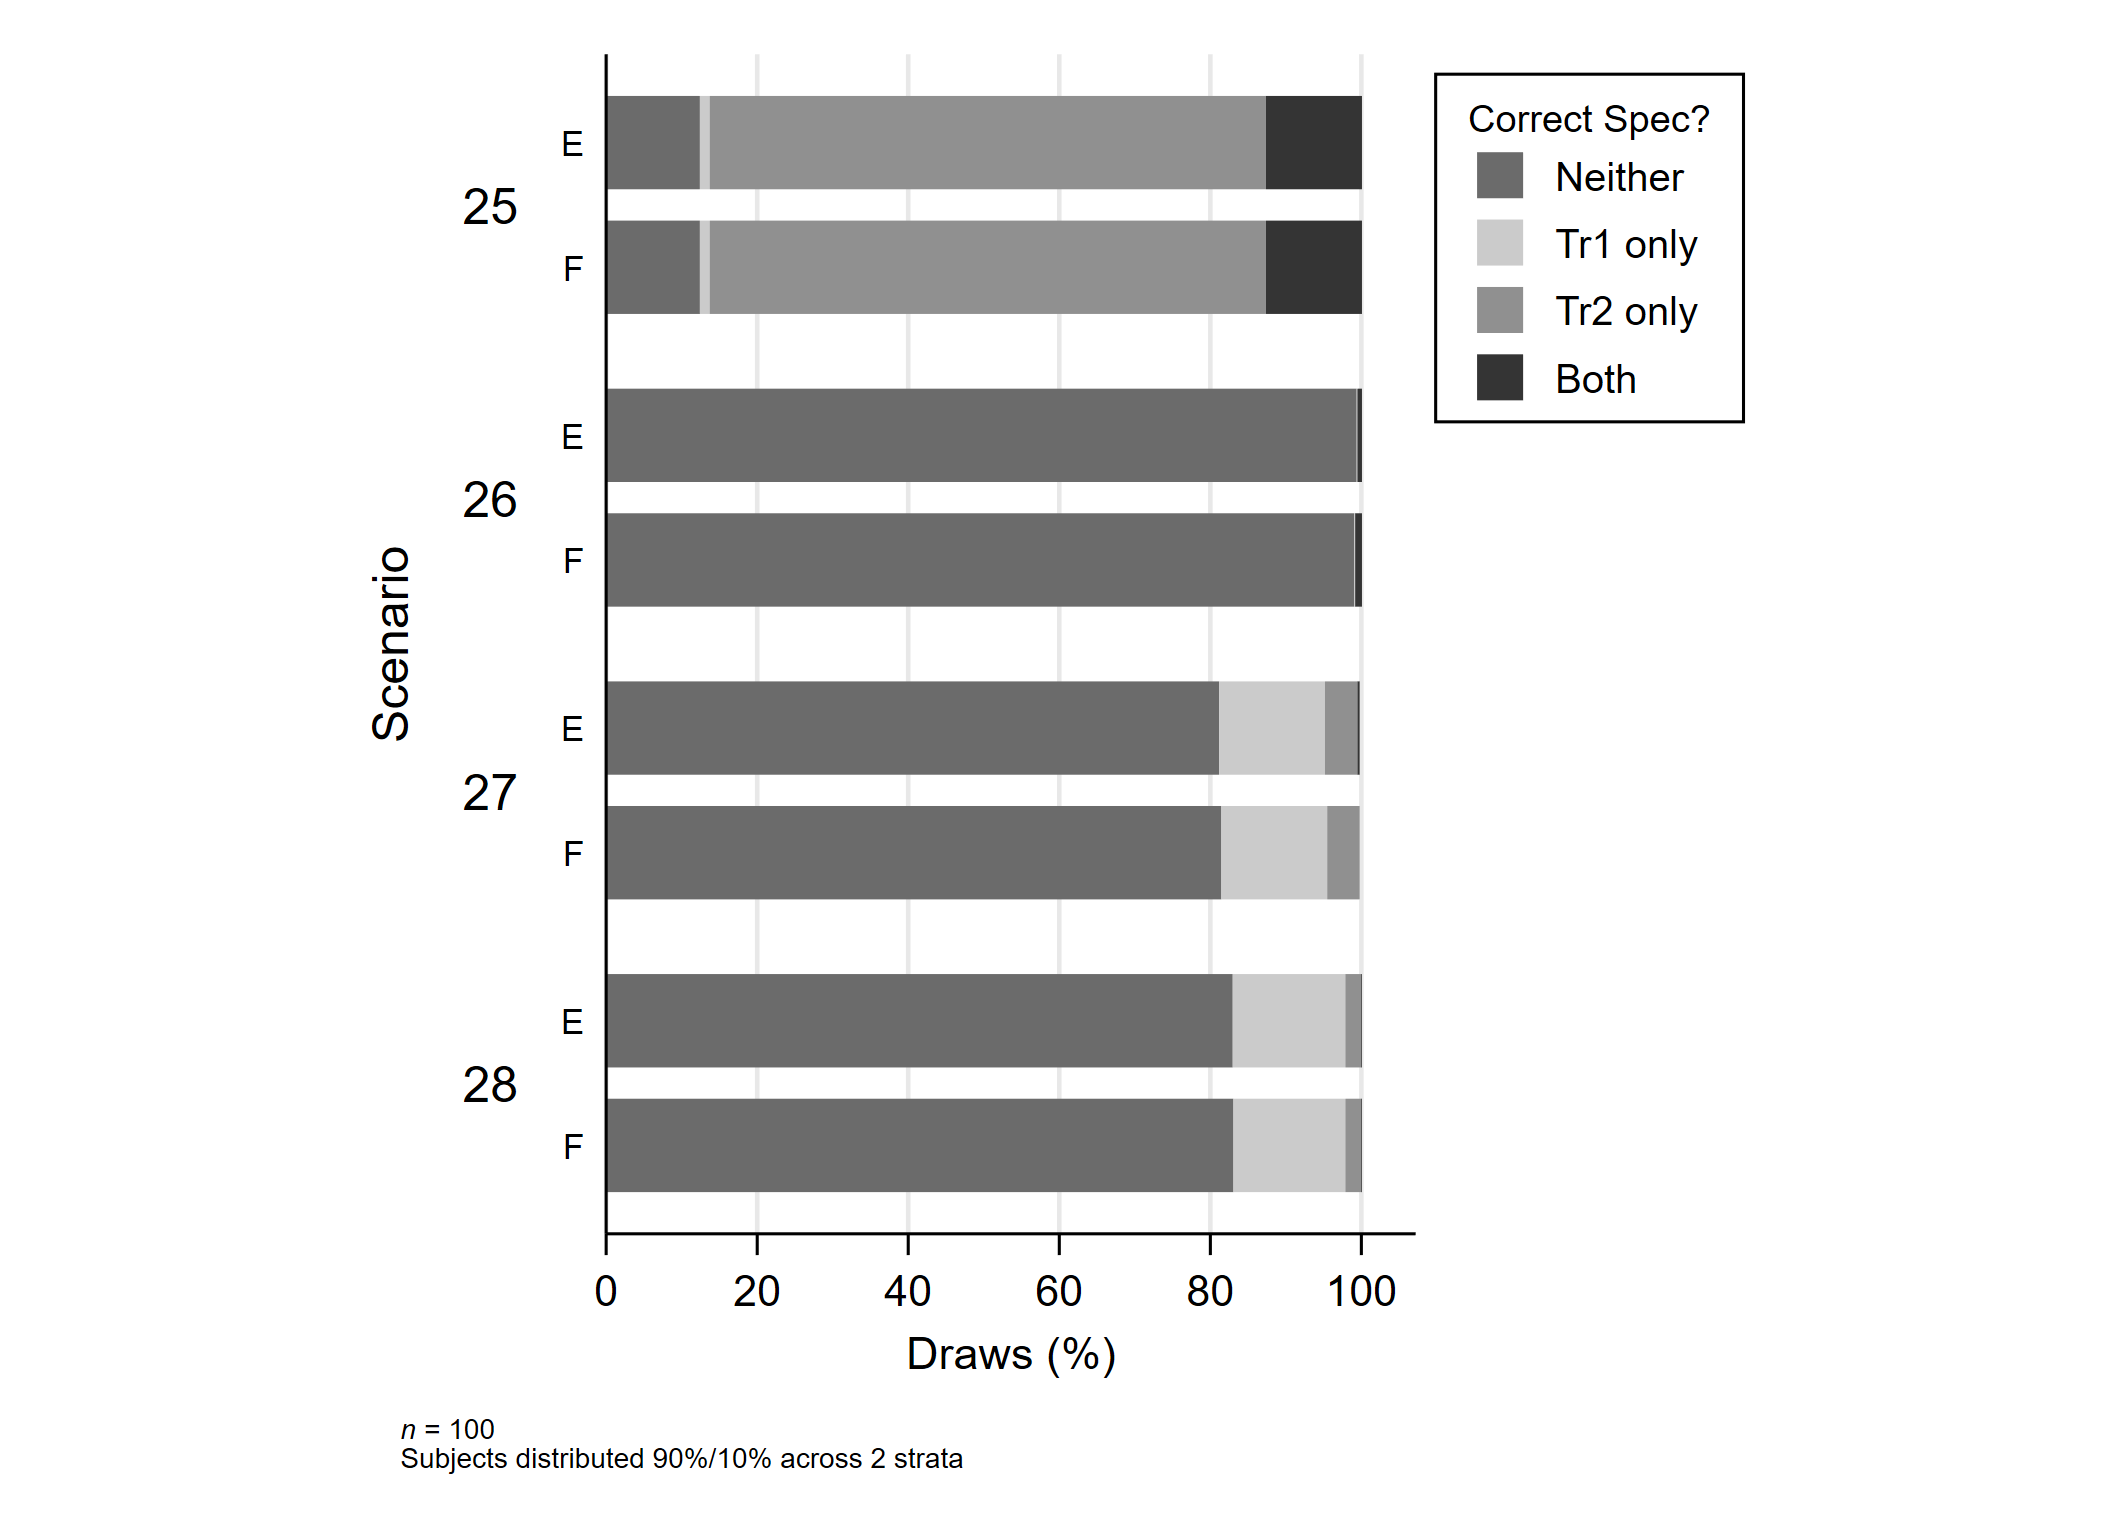 Correct Spec?
Neither
Tr1 only
Tr2 only
Both
Scenario
25
E
F
26
E
F
27
E
F
28
E
F
0 20 40 60 80 100
Draws (%)
n = 100
Subjects distributed 90%/10% across 2 strata